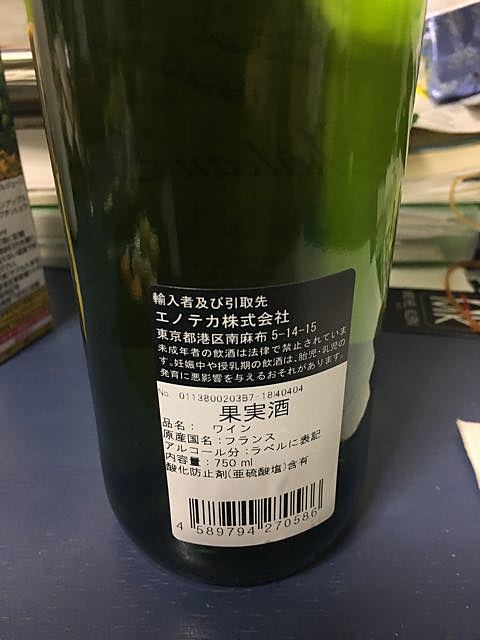 輸入者及び引取先
エノテカ株式会社
東京都港区南麻布 5-14-15
未成年者の飲酒は法律で禁止されていま
す。妊娠中や授乳期の飲酒は、胎児・乳児の
発育に悪影響を与えるおそれがあります。
No. 0113800203B7-18I40404
果実酒
品名： ワイン
原産国名：フランス
アルコール分：ラベルに表記
内容量：750 ml
酸化防止剤(亜硫酸塩)含有
4 589794 270586